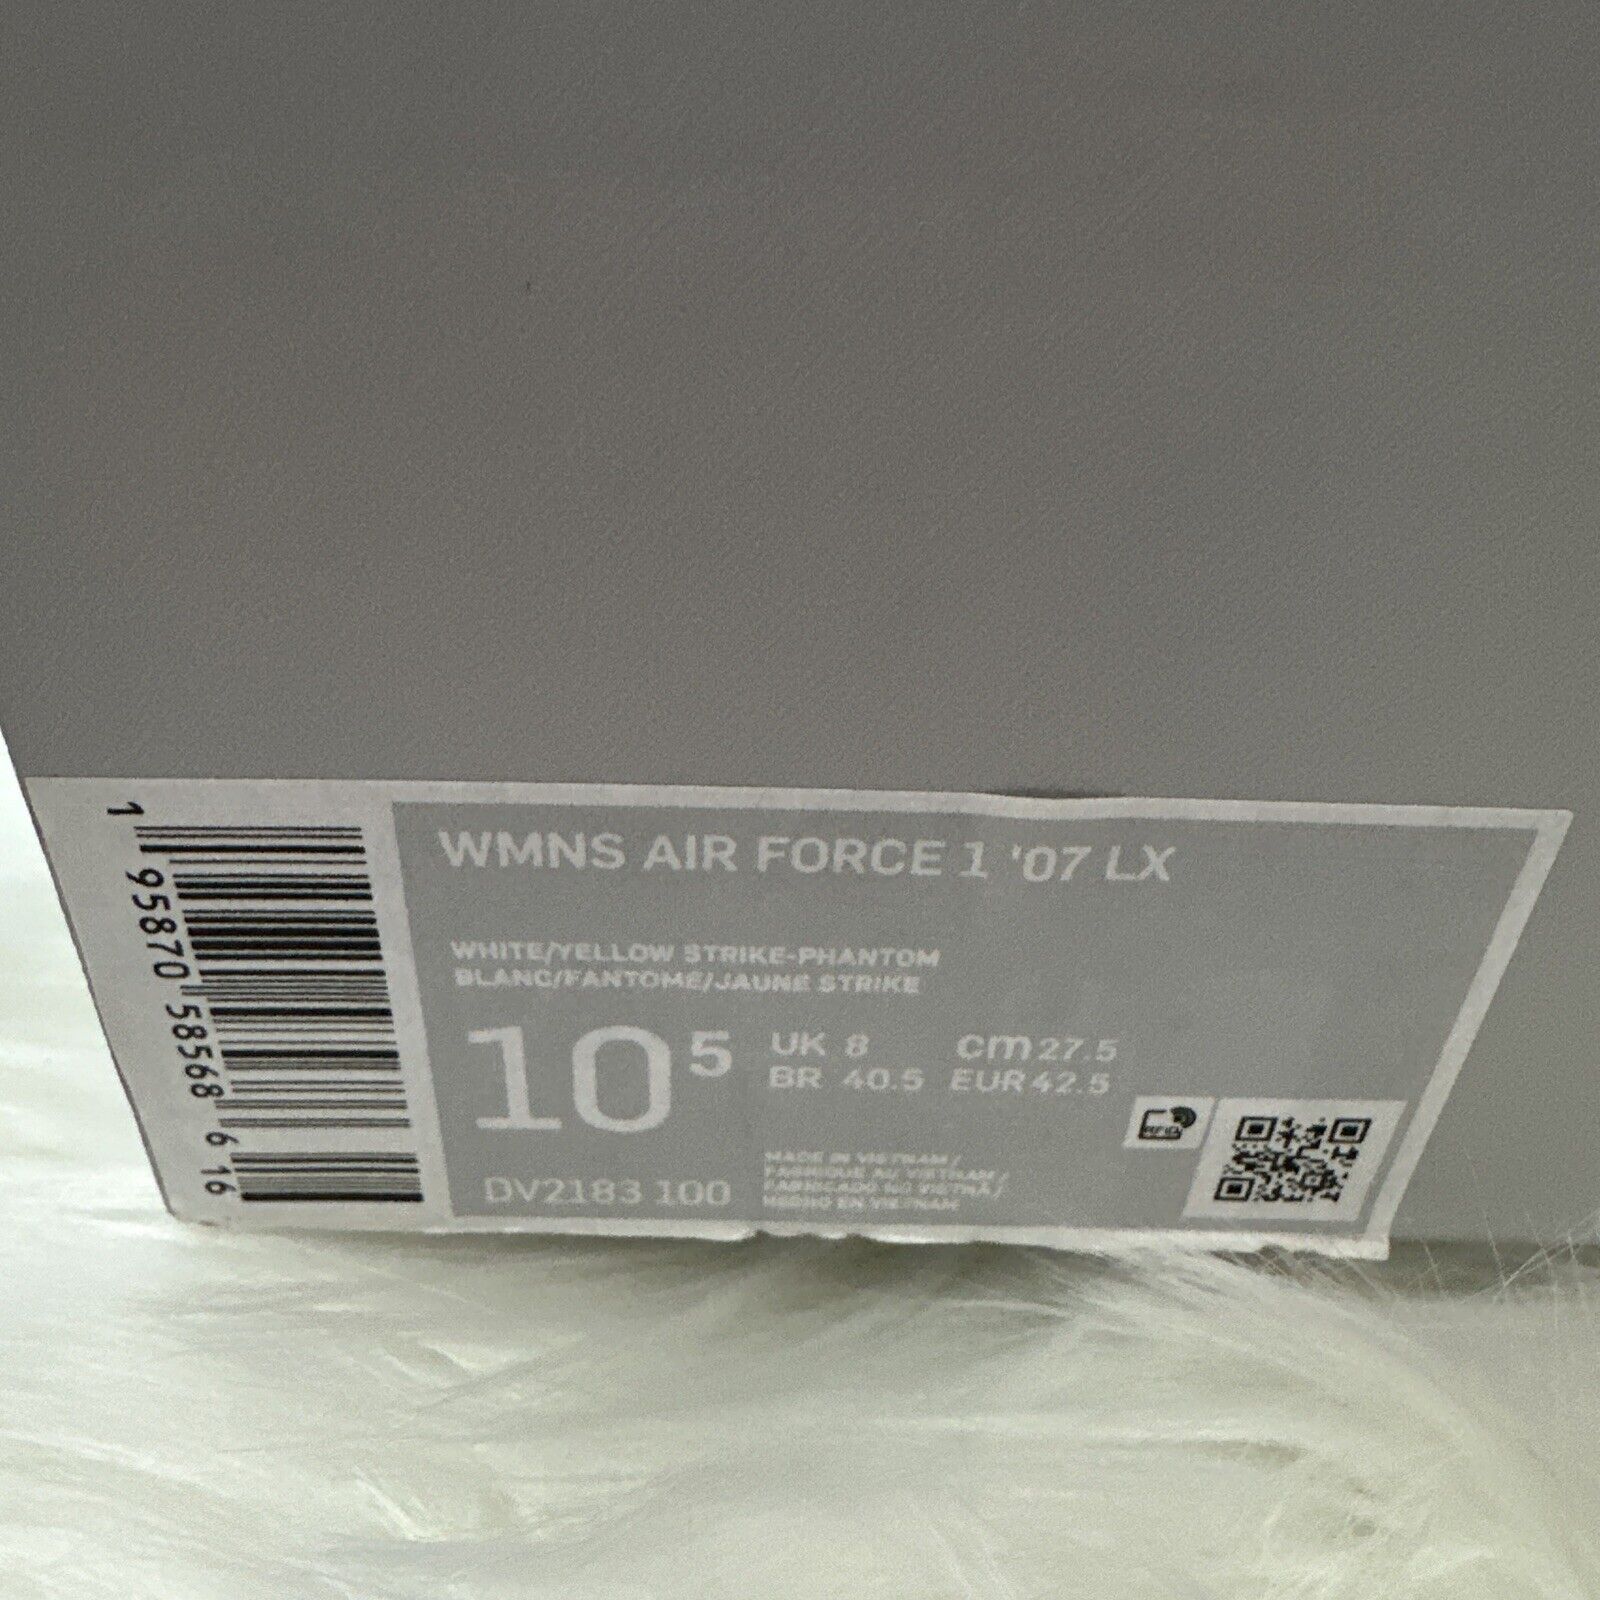 WMNS AIR FORCE 1 '07 LX
WHITE/YELLOW STRIKE-PHANTOM
BLANC/FANTOME/JAUNE STRIKE
10 5
UK 8 cm 27.5
BR 40.5 EUR 42.5
DV2183 100
MADE IN VIETNAM /
FABRIQUE AU VIETNAM /
FABRICADO NO VIETNÃ /
HECHO EN VIETNAM
RFID
1 95870 58568 6 16